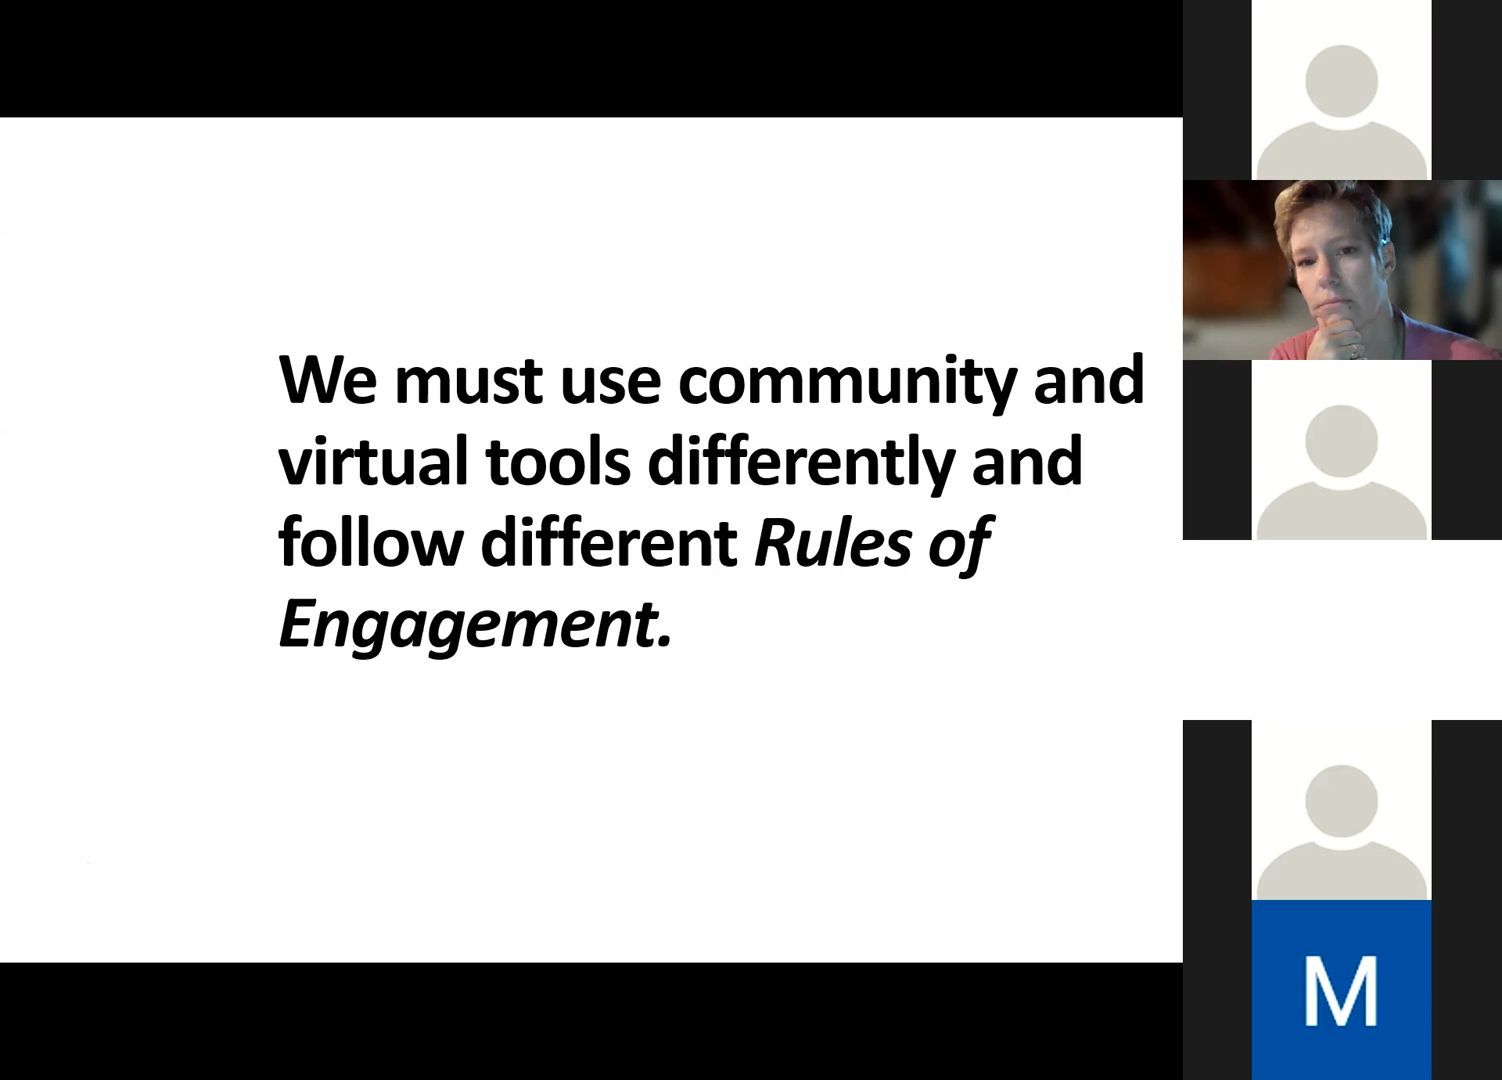 We must use community and
virtual tools differently and
follow different Rules of
Engagement.
M